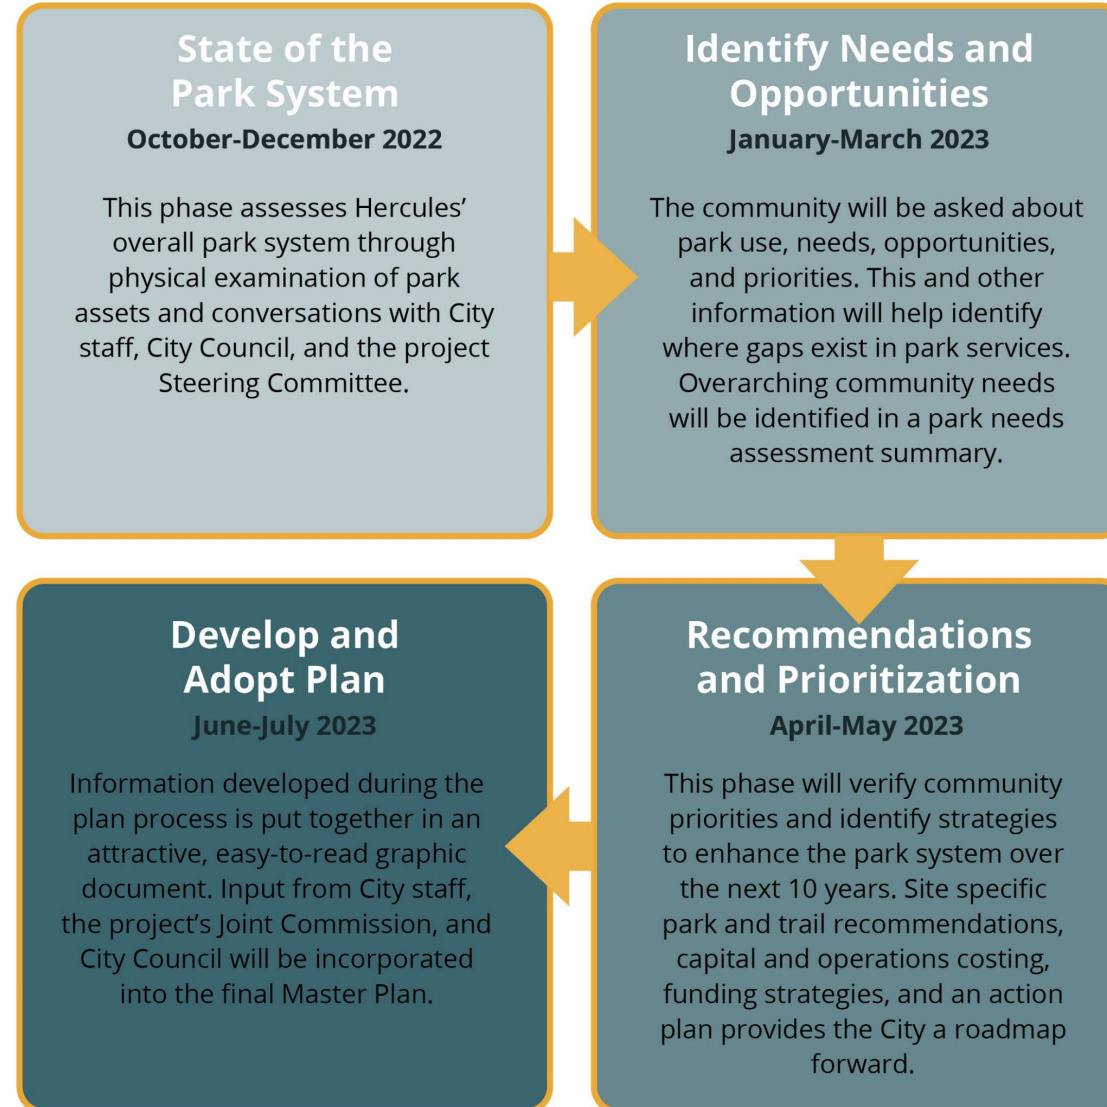 State of the
Park System
October-December 2022
This phase assesses Hercules’
overall park system through
physical examination of park
assets and conversations with City
staff, City Council, and the project
Steering Committee.
Identify Needs and
Opportunities
January-March 2023
The community will be asked about
park use, needs, opportunities,
and priorities. This and other
information will help identify
where gaps exist in park services.
Overarching community needs
will be identified in a park needs
assessment summary.
Recommendations
and Prioritization
April-May 2023
This phase will verify community
priorities and identify strategies
to enhance the park system over
the next 10 years. Site specific
park and trail recommendations,
capital and operations costing,
funding strategies, and an action
plan provides the City a roadmap
forward.
Develop and
Adopt Plan
June-July 2023
Information developed during the
plan process is put together in an
attractive, easy-to-read graphic
document. Input from City staff,
the project’s Joint Commission, and
City Council will be incorporated
into the final Master Plan.